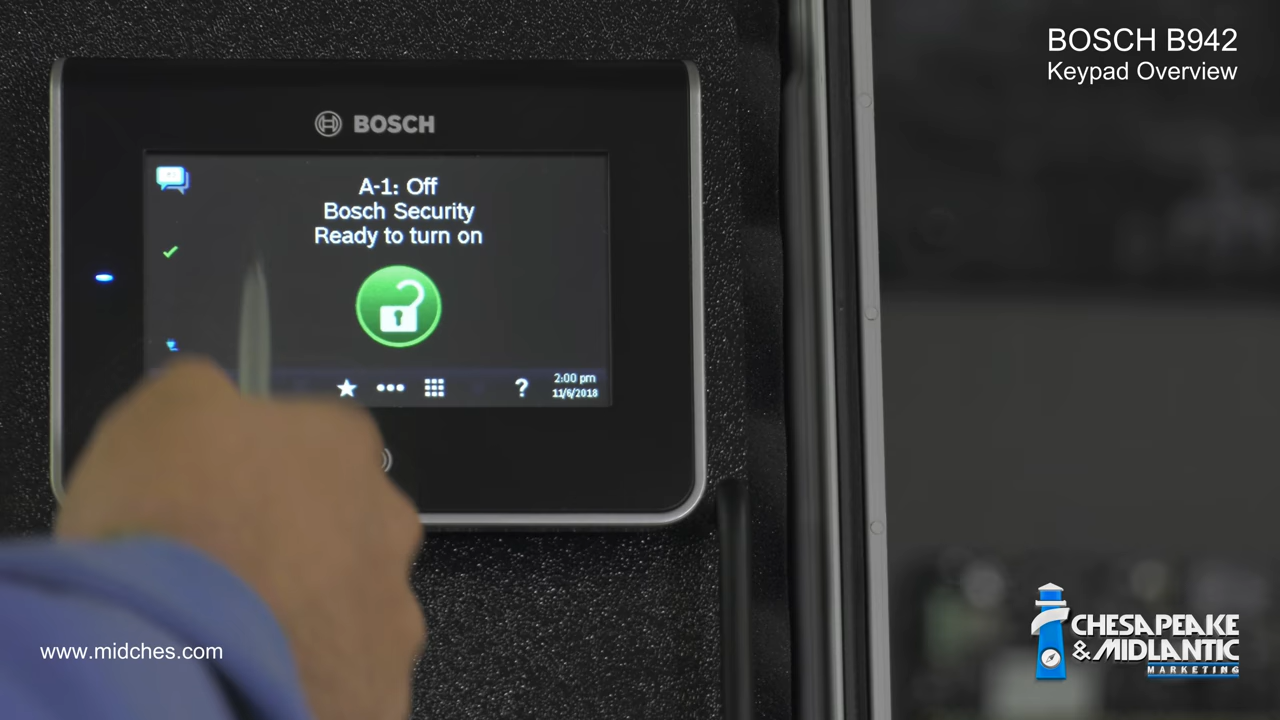 BOSCH B942
Keypad Overview
BOSCH
A-1: Off
Bosch Security
Ready to turn on
?
2:00 pm
11/6/2018
www.midches.com
CHESAPEAKE
& MIDLANTIC
MARKETING